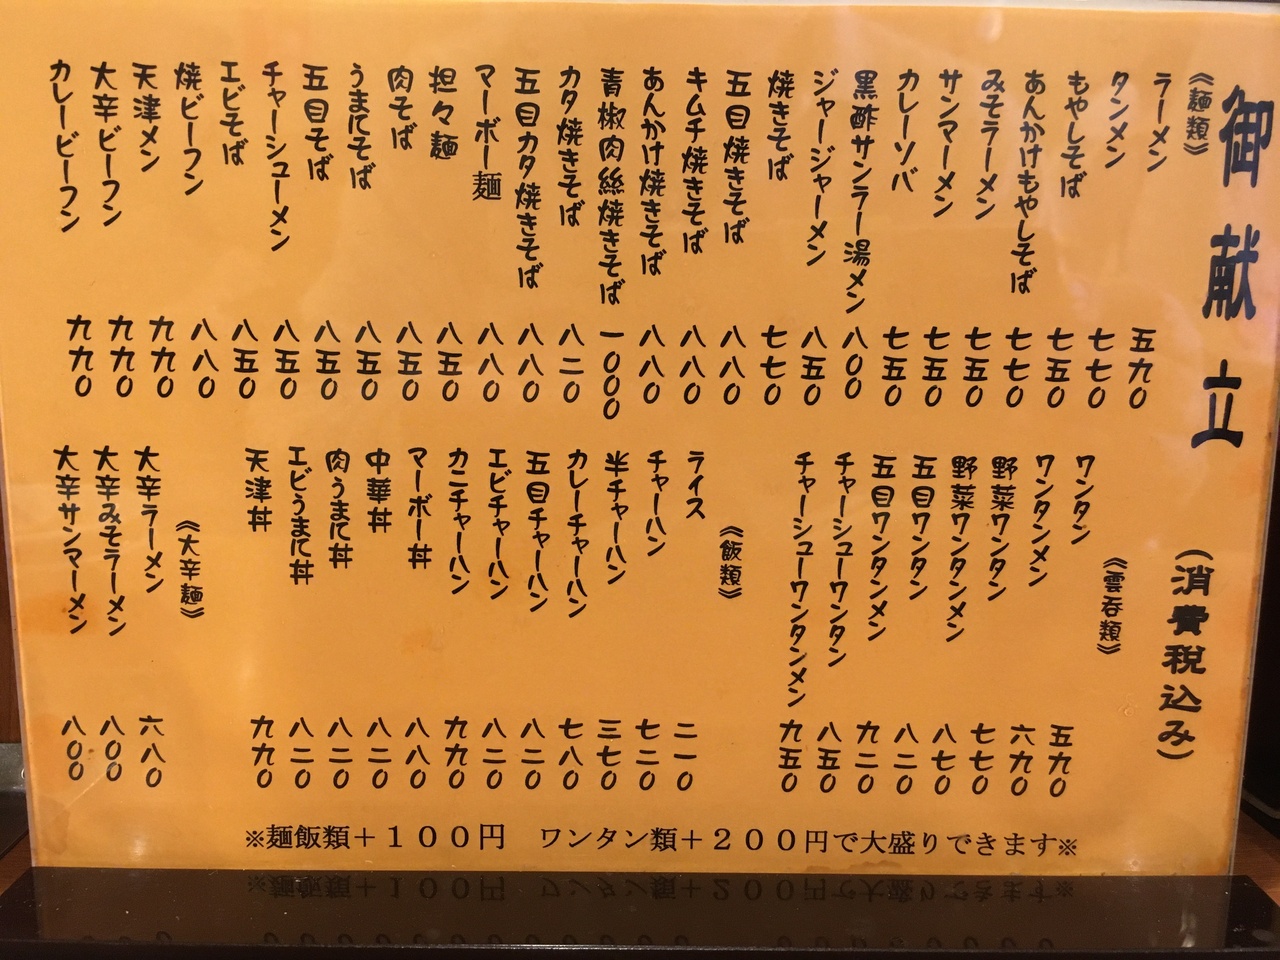 御献立 (消費税込み)
《麺類》
ラーメン 五九〇
タンメン 七七〇
もやしそば 七五〇
あんかけもやしそば 七七〇
みそラーメン 七五〇
サンマーメン 七五〇
カレーソバ 七五〇
黒酢サンラー湯メン 八〇〇
ジャージャーメン 八五〇
焼きそば 七七〇
五目焼きそば 八八〇
キムチ焼きそば 八八〇
あんかけ焼きそば 八八〇
青椒肉絲焼きそば 一〇〇〇
カタ焼きそば 八二〇
五目カタ焼きそば 八八〇
マーボー麺 八八〇
担々麺 八五〇
肉そば 八五〇
うまにそば 八五〇
五目そば 八五〇
チャーシューメン 八五〇
エビそば 八五〇
焼ビーフン 八八〇
天津メン 九九〇
大辛ビーフン 九九〇
カレービーフン 九九〇
《雲呑類》
ワンタン 五九〇
ワンタンメン 六九〇
野菜ワンタン 七七〇
野菜ワンタンメン 八七〇
五目ワンタン 八二〇
五目ワンタンメン 九二〇
チャーシューワンタン 八五〇
チャーシューワンタンメン 九五〇
《飯類》
ライス 二一〇
チャーハン 七二〇
半チャーハン 三七〇
カレーチャーハン 七八〇
五目チャーハン 八二〇
エビチャーハン 八二〇
カニチャーハン 九九〇
マーボー丼 八八〇
中華丼 八二〇
肉うまに丼 八二〇
エビうまに丼 八二〇
天津丼 九九〇
《大辛麺》
大辛ラーメン 六八〇
大辛みそラーメン 八〇〇
大辛サンマーメン 八〇〇
※麺飯類＋１００円 ワンタン類＋２００円で大盛りできます※